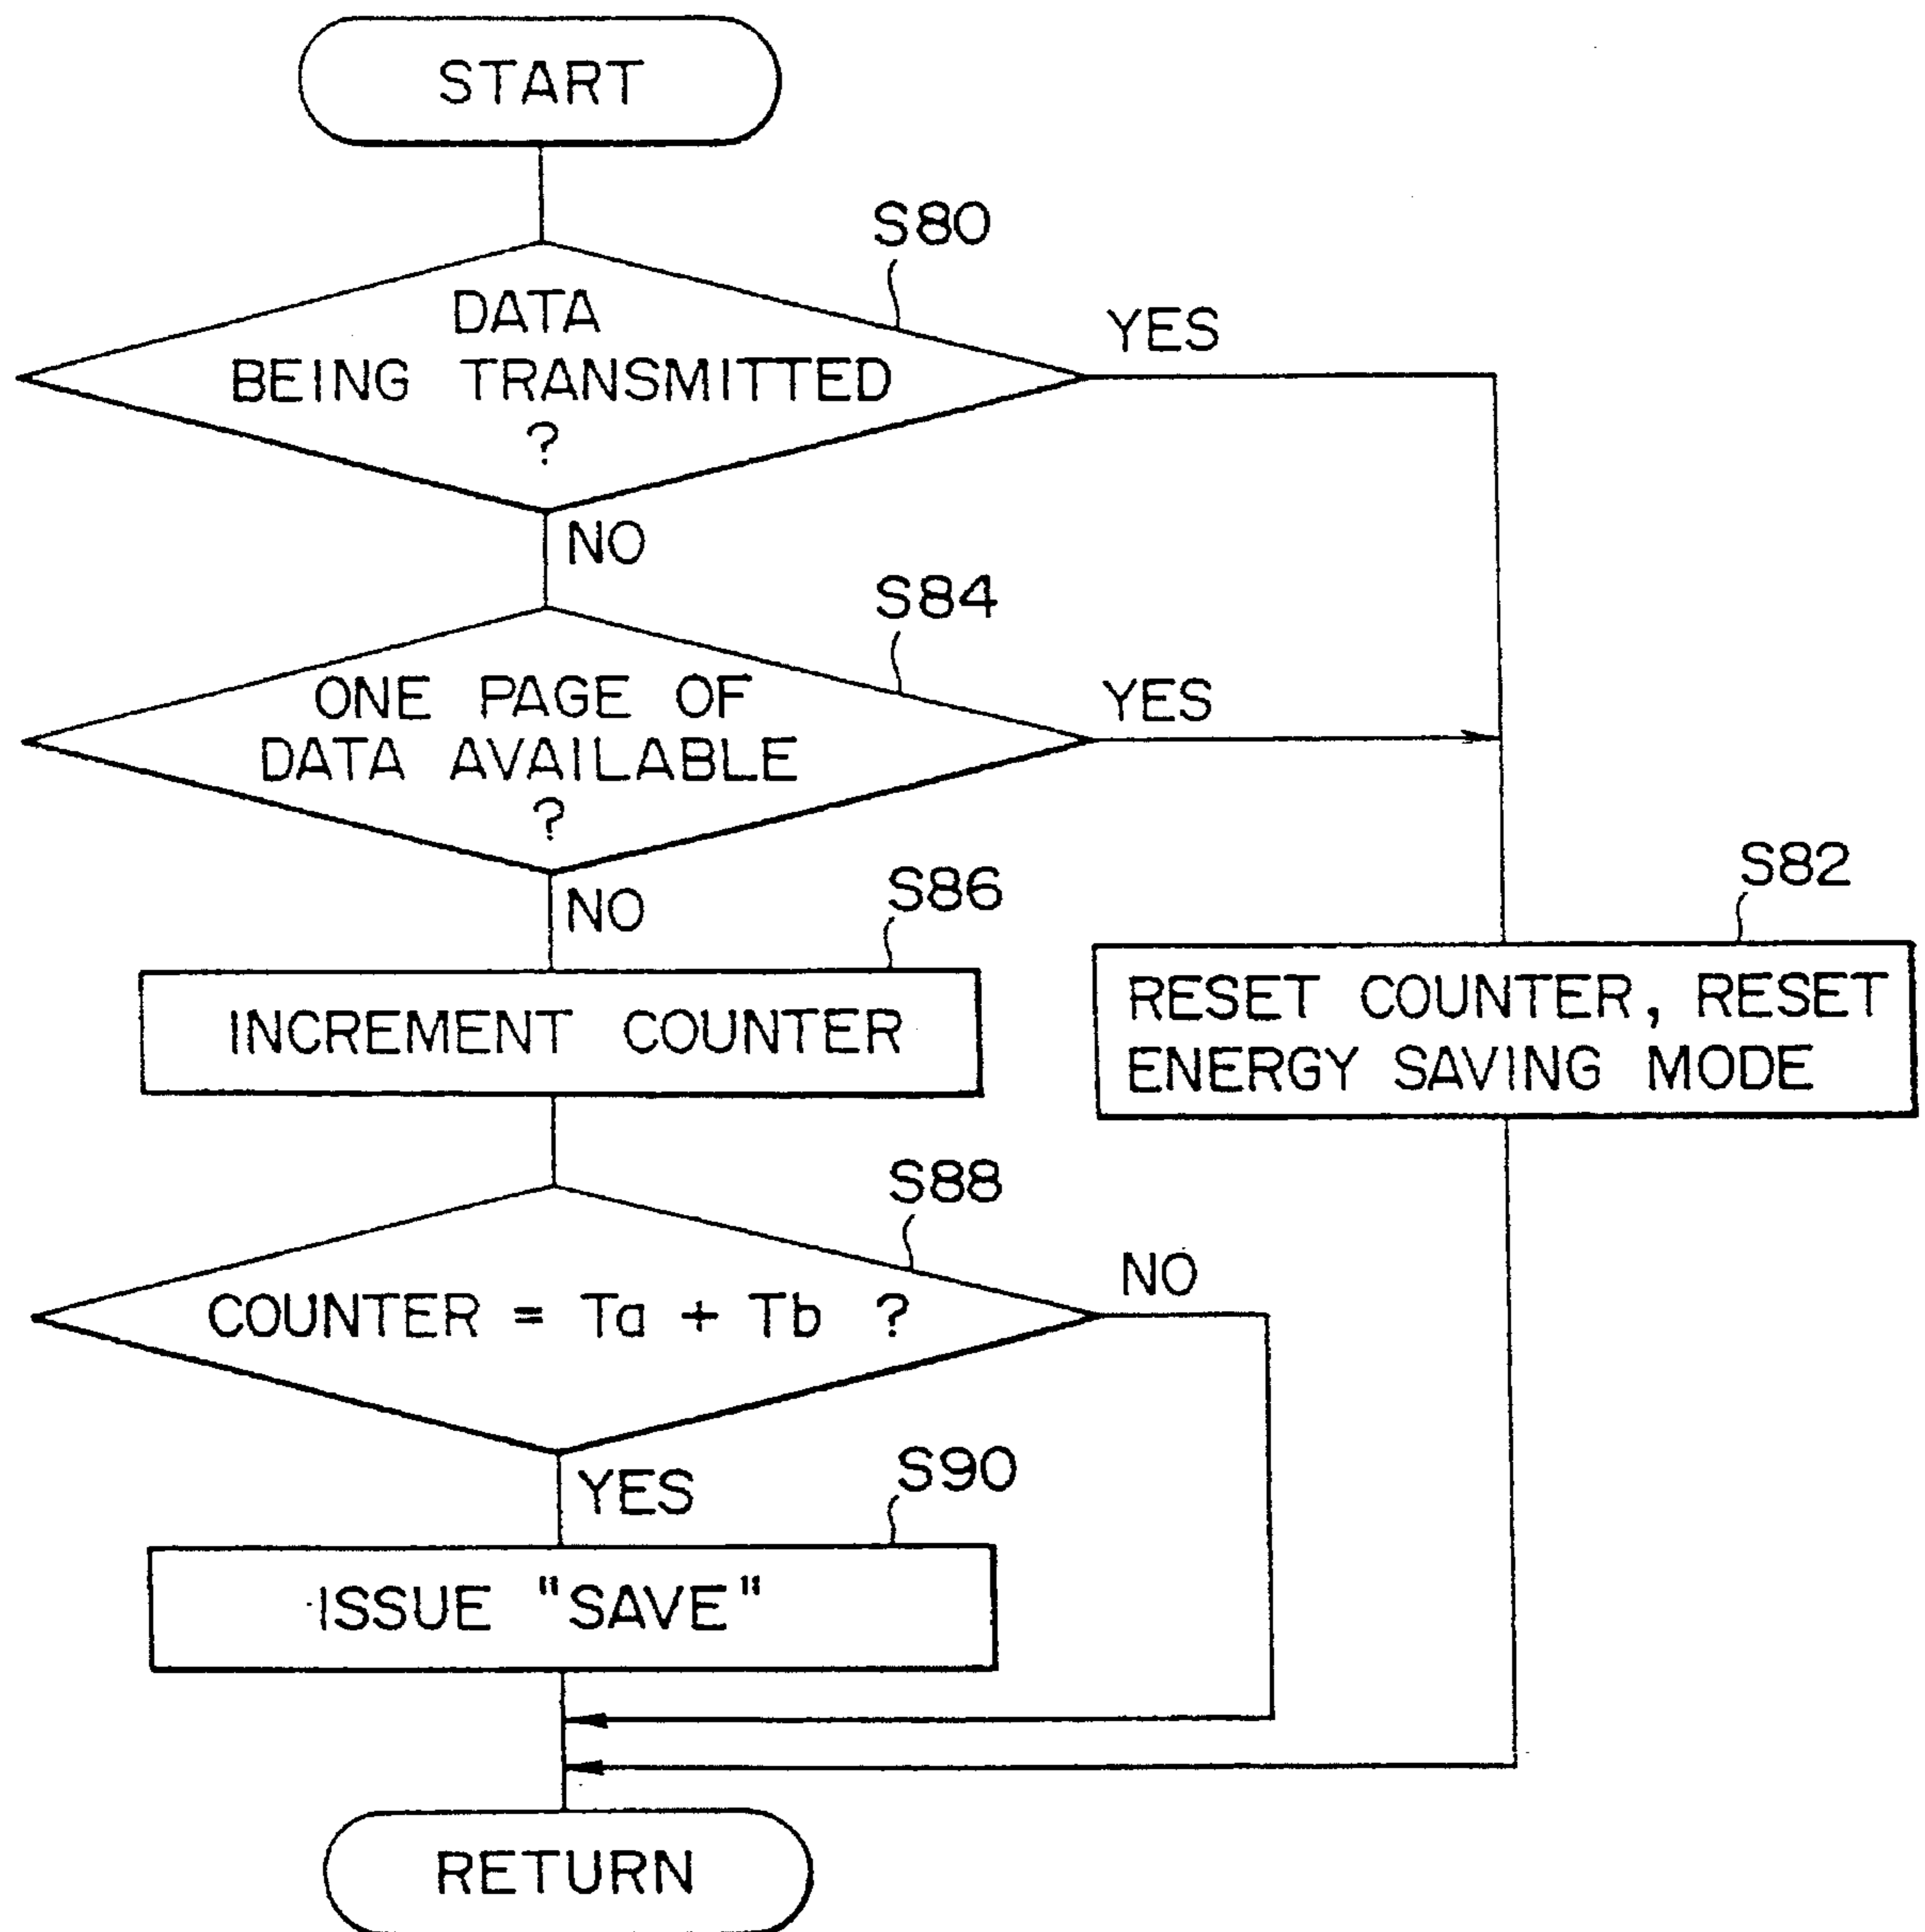 START
S80
DATA
BEING TRANSMITTED
?
YES
NO
S84
ONE PAGE OF
DATA AVAILABLE
?
YES
NO
S86
INCREMENT COUNTER
S82
RESET COUNTER, RESET
ENERGY SAVING MODE
S88
COUNTER = Ta + Tb ?
NO
YES
S90
ISSUE "SAVE"
RETURN